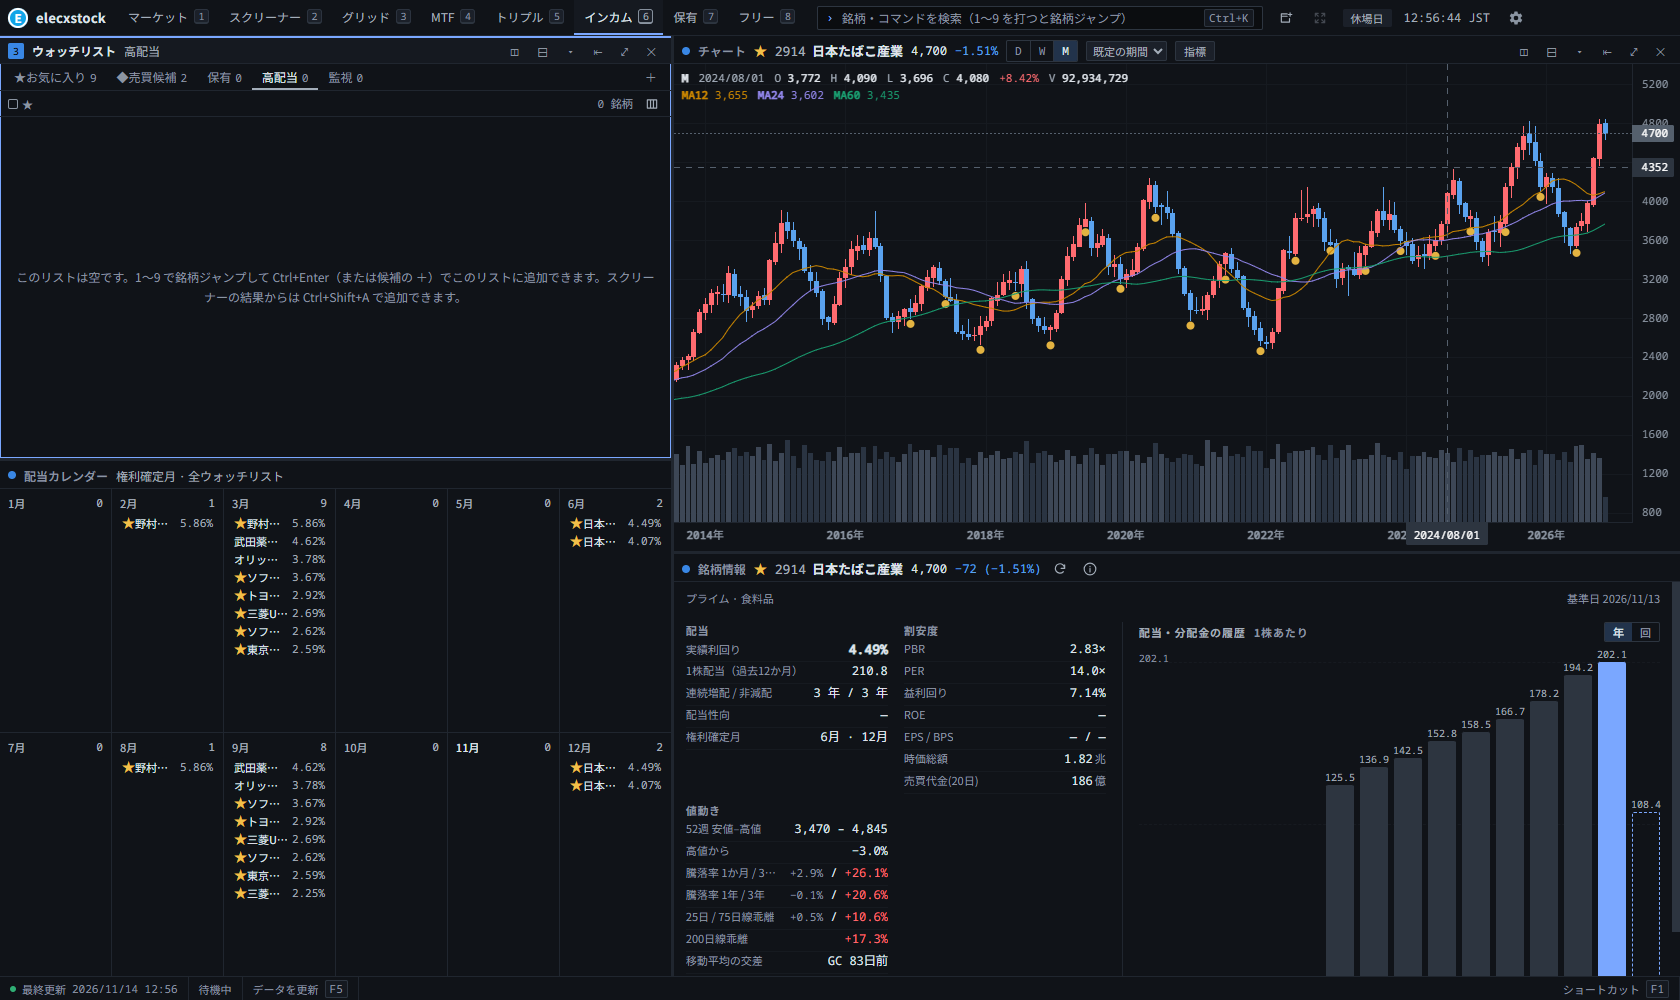 elecxstock マーケット 1 スクリーナー 2 グリッド 3 MTF 4 トリプル 5 インカム 6 保有 7 フリー 8 › 銘柄・コマンドを検索（1〜9 を打つと銘柄ジャンプ） Ctrl+K 休場日 12:56:44 JST
3 ウォッチリスト 高配当
★お気に入り 9 ◆売買候補 2 保有 0 高配当 0 監視 0 +
★ 0 銘柄
このリストは空です。1〜9 で銘柄ジャンプして Ctrl+Enter（または候補の ＋）でこのリストに追加できます。スクリー
ナーの結果からは Ctrl+Shift+A で追加できます。
配当カレンダー 権利確定月 · 全ウォッチリスト
1月 0
2月 1
★野村… 5.86%
3月 9
★野村… 5.86%
武田薬… 4.62%
オリッ… 3.78%
★ソフ… 3.67%
★トヨ… 2.92%
★三菱U… 2.69%
★ソフ… 2.62%
★東京… 2.59%
4月 0
5月 0
6月 2
★日本… 4.49%
★日本… 4.07%
7月 0
8月 1
★野村… 5.86%
9月 8
武田薬… 4.62%
オリッ… 3.78%
★ソフ… 3.67%
★トヨ… 2.92%
★三菱U… 2.69%
★ソフ… 2.62%
★東京… 2.59%
★三菱… 2.25%
10月 0
11月 0
12月 2
★日本… 4.49%
★日本… 4.07%
チャート ★ 2914 日本たばこ産業 4,700 −1.51% D W M 既定の期間 指標
M 2024/08/01 O 3,772 H 4,090 L 3,696 C 4,080 +8.42% V 92,934,729
MA12 3,655 MA24 3,602 MA60 3,435
5200
4800
4700
4352
4000
3600
3200
2800
2400
2000
1600
1200
800
2014年 2016年 2018年 2020年 2022年 202 2024/08/01 2026年
銘柄情報 ★ 2914 日本たばこ産業 4,700 −72 (−1.51%)
プライム · 食料品 基準日 2026/11/13
配当
実績利回り 4.49%
1株配当（過去12か月） 210.8
連続増配 / 非減配 3 年 / 3 年
配当性向 —
権利確定月 6月 · 12月
割安度
PBR 2.83×
PER 14.0×
益利回り 7.14%
ROE —
EPS / BPS — / —
時価総額 1.82 兆
売買代金(20日) 186 億
値動き
52週 安値–高値 3,470 – 4,845
高値から −3.0%
騰落率 1か月 / 3… +2.9% / +26.1%
騰落率 1年 / 3年 −0.1% / +20.6%
25日 / 75日線乖離 +0.5% / +10.6%
200日線乖離 +17.3%
移動平均の交差 GC 83日前
配当・分配金の履歴 1株あたり 年 回
202.1
125.5 136.9 142.5 152.8 158.5 166.7 178.2 194.2 202.1 108.4
最終更新 2026/11/14 12:56 待機中 データを更新 F5 ショートカット F1